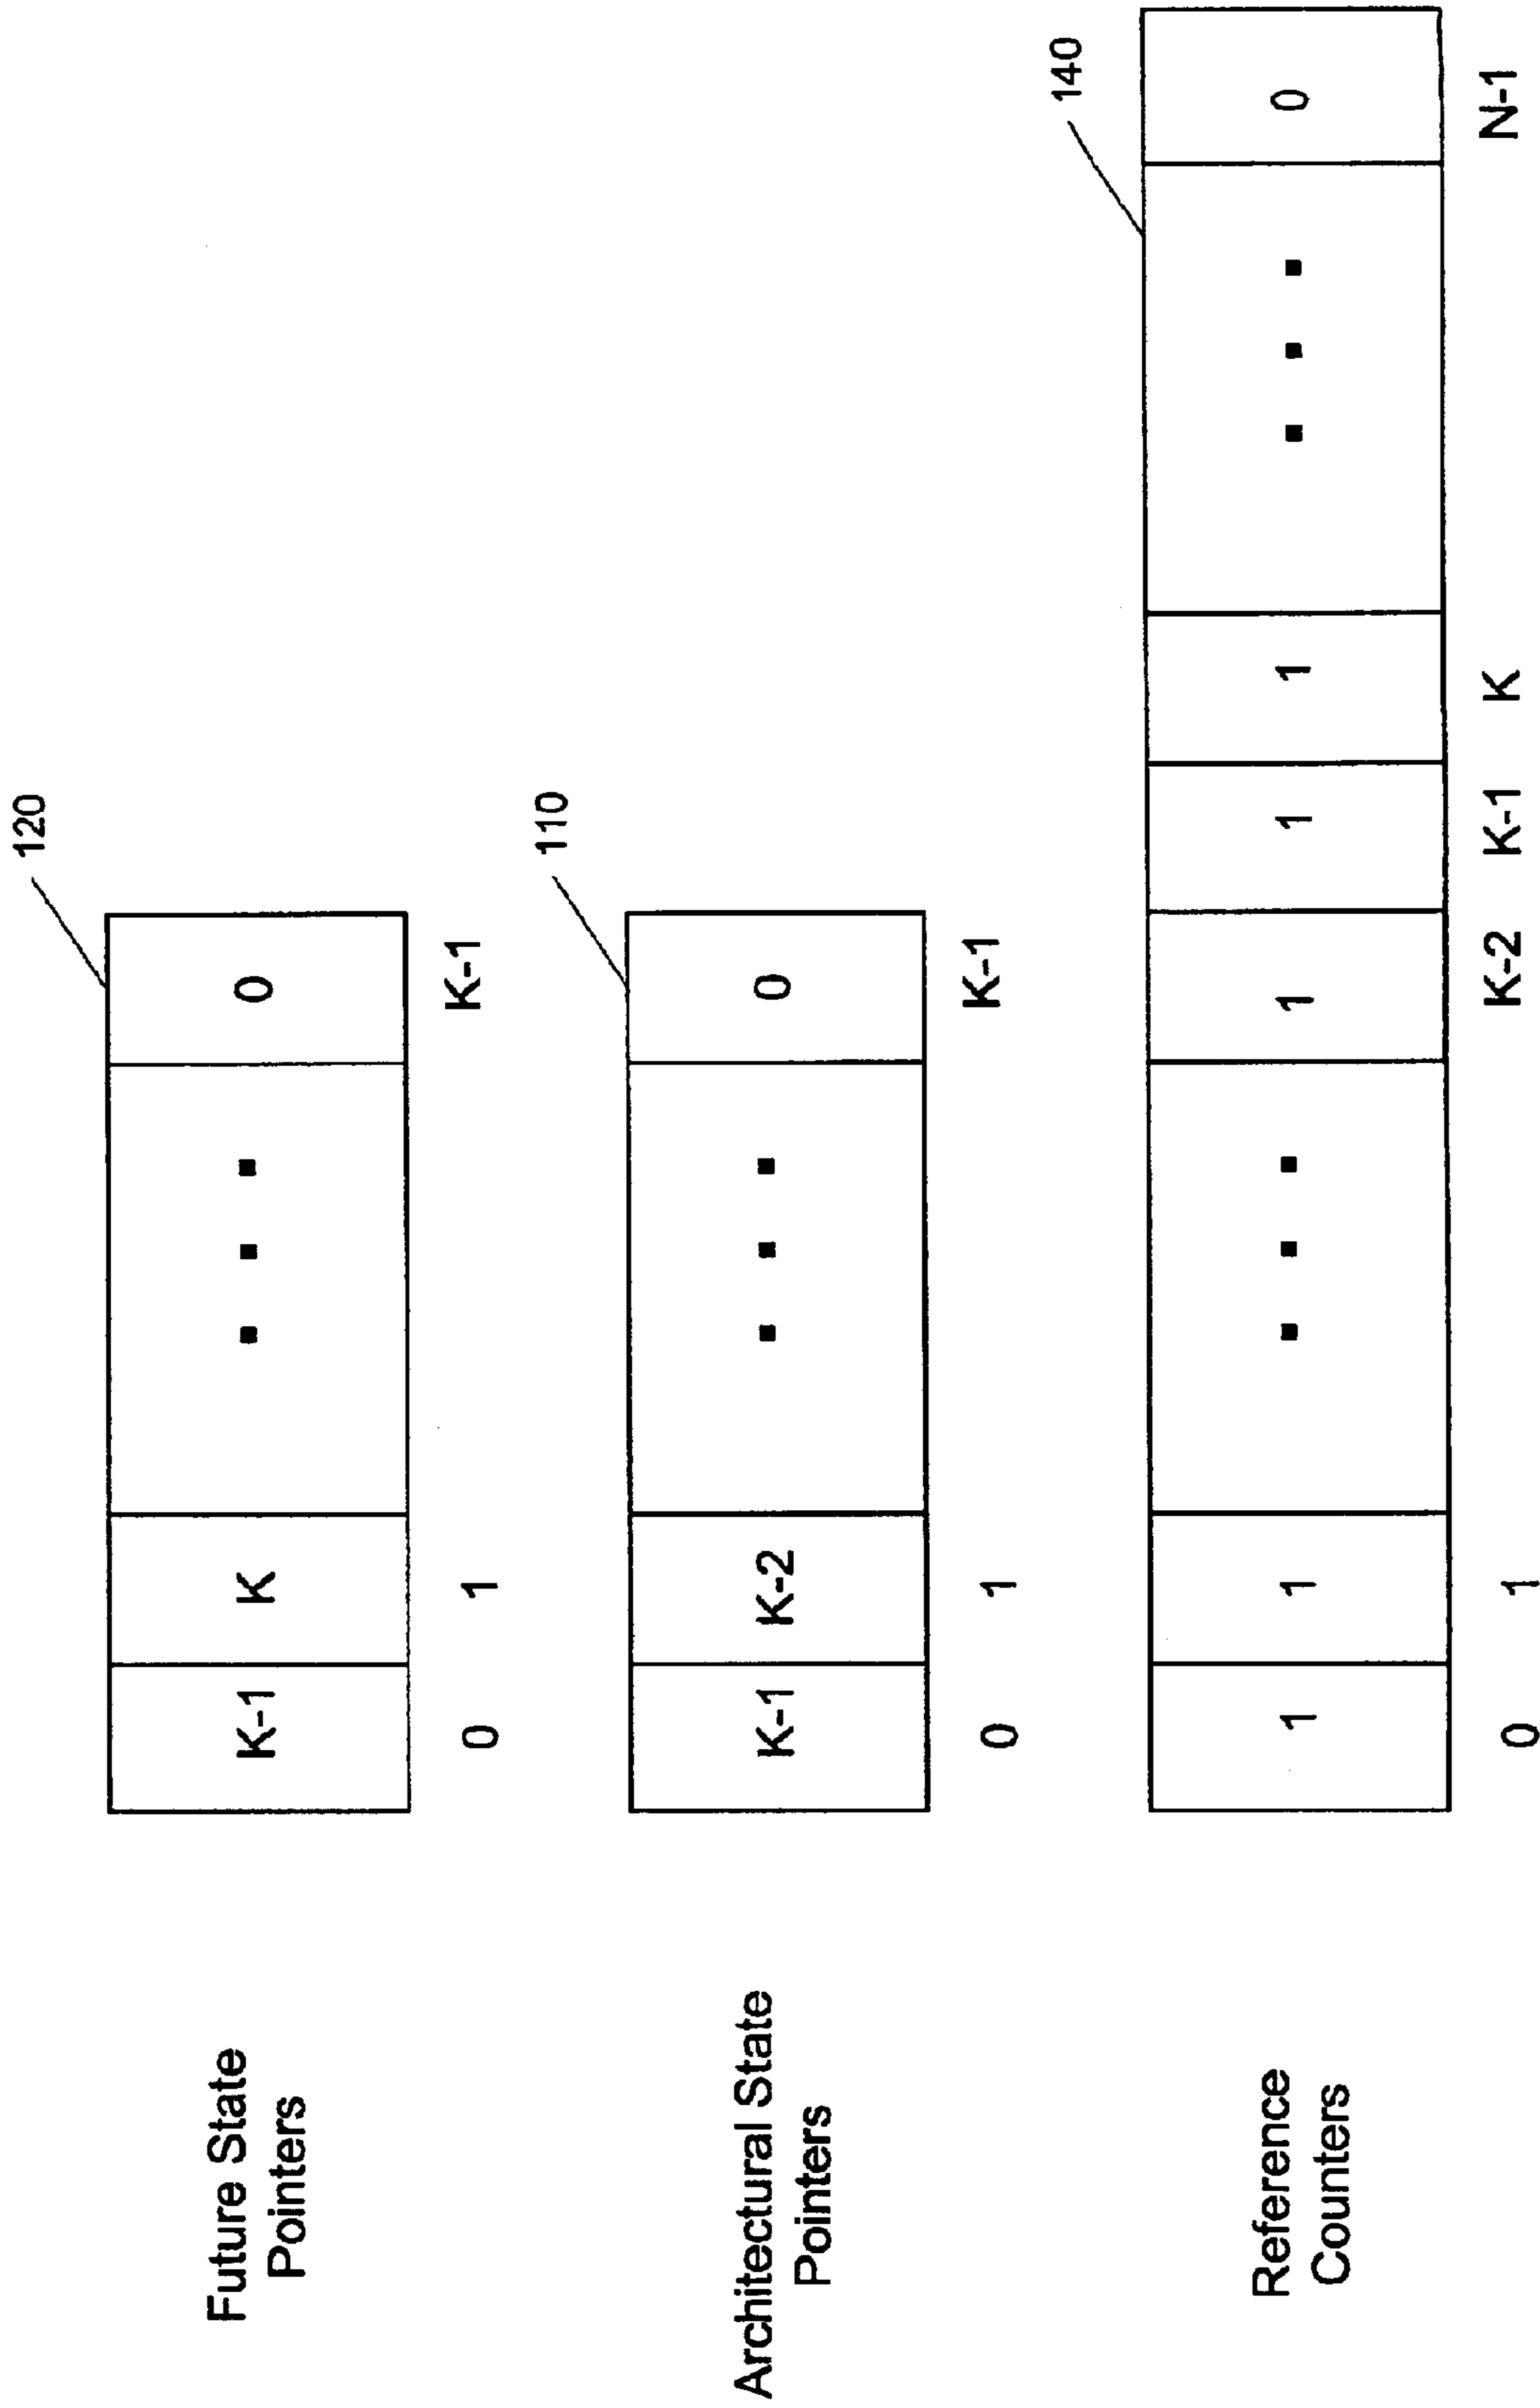 120
Future State
Pointers
K-1 K 0
0 1 K-1
110
Architectural State
Pointers
K-1 K-2 0
0 1 K-1
140
Reference
Counters
1 1 1 1 1 0
0 1 K-2 K-1 K N-1